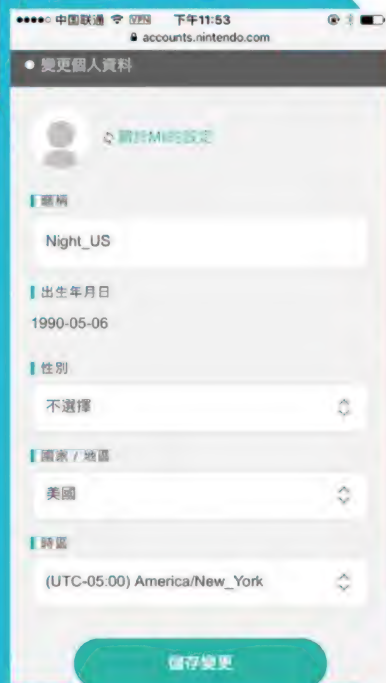 中国联通 VPN 下午11:53
accounts.nintendo.com
變更個人資料
關於Mii的設定
暱稱
Night_US
出生年月日
1990-05-06
性別
不選擇
國家 / 地區
美國
時區
(UTC-05:00) America/New_York
儲存變更